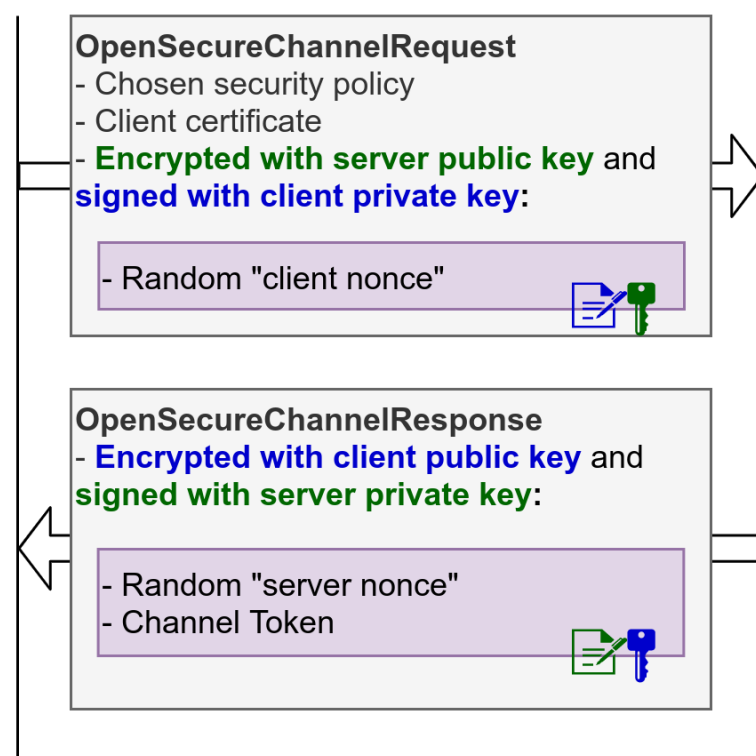 OpenSecureChannelRequest
- Chosen security policy
- Client certificate
- Encrypted with server public key and
signed with client private key:
- Random "client nonce"
OpenSecureChannelResponse
- Encrypted with client public key and
signed with server private key:
- Random "server nonce"
- Channel Token